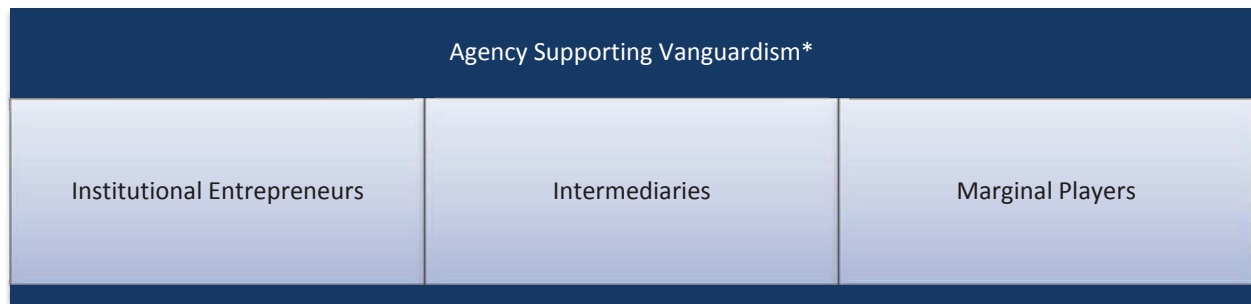 Agency Supporting Vanguardism*
Institutional Entrepreneurs
Intermediaries
Marginal Players